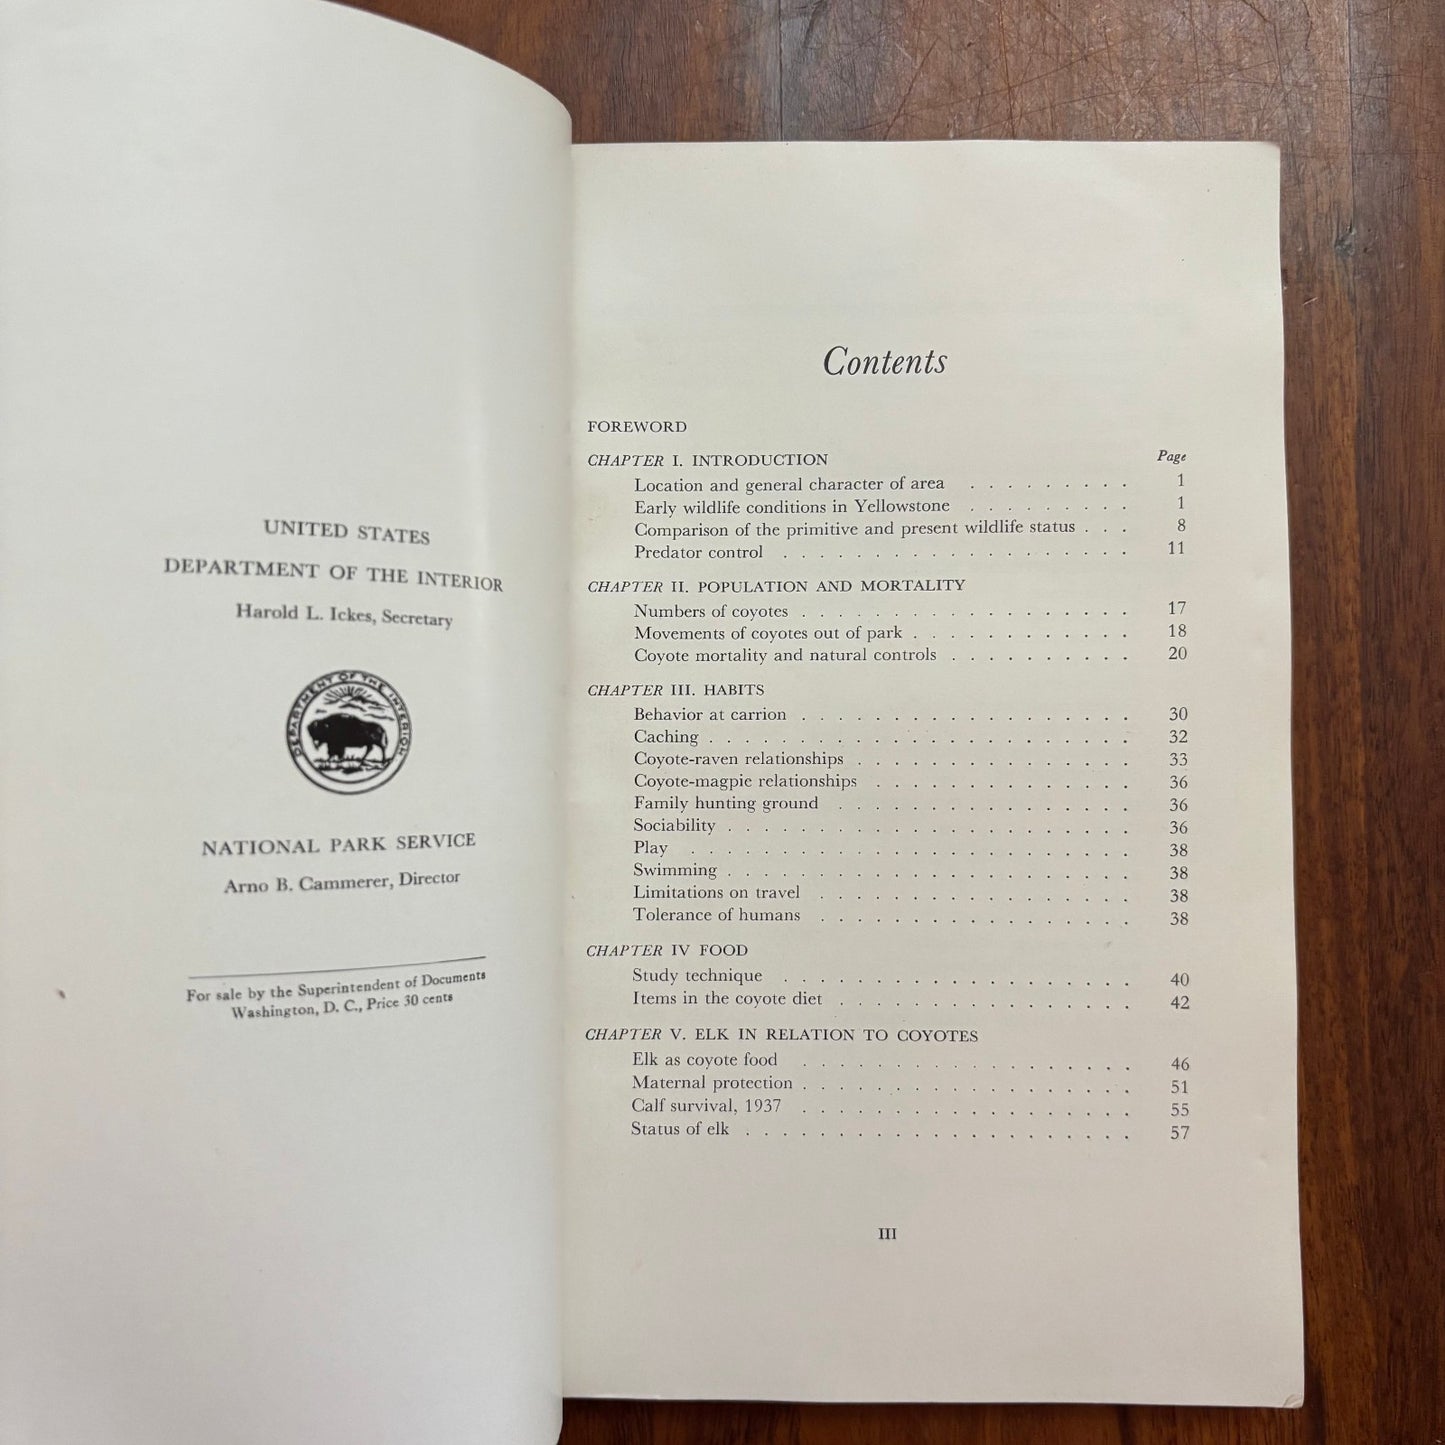 UNITED STATES
DEPARTMENT OF THE INTERIOR
Harold L. Ickes, Secretary
DEPARTMENT OF THE INTERIOR
NATIONAL PARK SERVICE
Arno B. Cammerer, Director
For sale by the Superintendent of Documents
Washington, D. C., Price 30 cents
Contents
FOREWORD
CHAPTER I. INTRODUCTION Page
Location and general character of area . . . . . . . . . 1
Early wildlife conditions in Yellowstone . . . . . . . . . 1
Comparison of the primitive and present wildlife status . . . 8
Predator control . . . . . . . . . . . . . . . . . . . 11
CHAPTER II. POPULATION AND MORTALITY
Numbers of coyotes . . . . . . . . . . . . . . . . . . 17
Movements of coyotes out of park . . . . . . . . . . . . 18
Coyote mortality and natural controls . . . . . . . . . . 20
CHAPTER III. HABITS
Behavior at carrion . . . . . . . . . . . . . . . . . . 30
Caching . . . . . . . . . . . . . . . . . . . . . . . 32
Coyote-raven relationships . . . . . . . . . . . . . . . 33
Coyote-magpie relationships . . . . . . . . . . . . . . 36
Family hunting ground . . . . . . . . . . . . . . . . 36
Sociability . . . . . . . . . . . . . . . . . . . . . . 36
Play . . . . . . . . . . . . . . . . . . . . . . . . 38
Swimming . . . . . . . . . . . . . . . . . . . . . . 38
Limitations on travel . . . . . . . . . . . . . . . . . 38
Tolerance of humans . . . . . . . . . . . . . . . . . 38
CHAPTER IV FOOD
Study technique . . . . . . . . . . . . . . . . . . . 40
Items in the coyote diet . . . . . . . . . . . . . . . . 42
CHAPTER V. ELK IN RELATION TO COYOTES
Elk as coyote food . . . . . . . . . . . . . . . . . . 46
Maternal protection . . . . . . . . . . . . . . . . . . 51
Calf survival, 1937 . . . . . . . . . . . . . . . . . . 55
Status of elk . . . . . . . . . . . . . . . . . . . . . 57
III